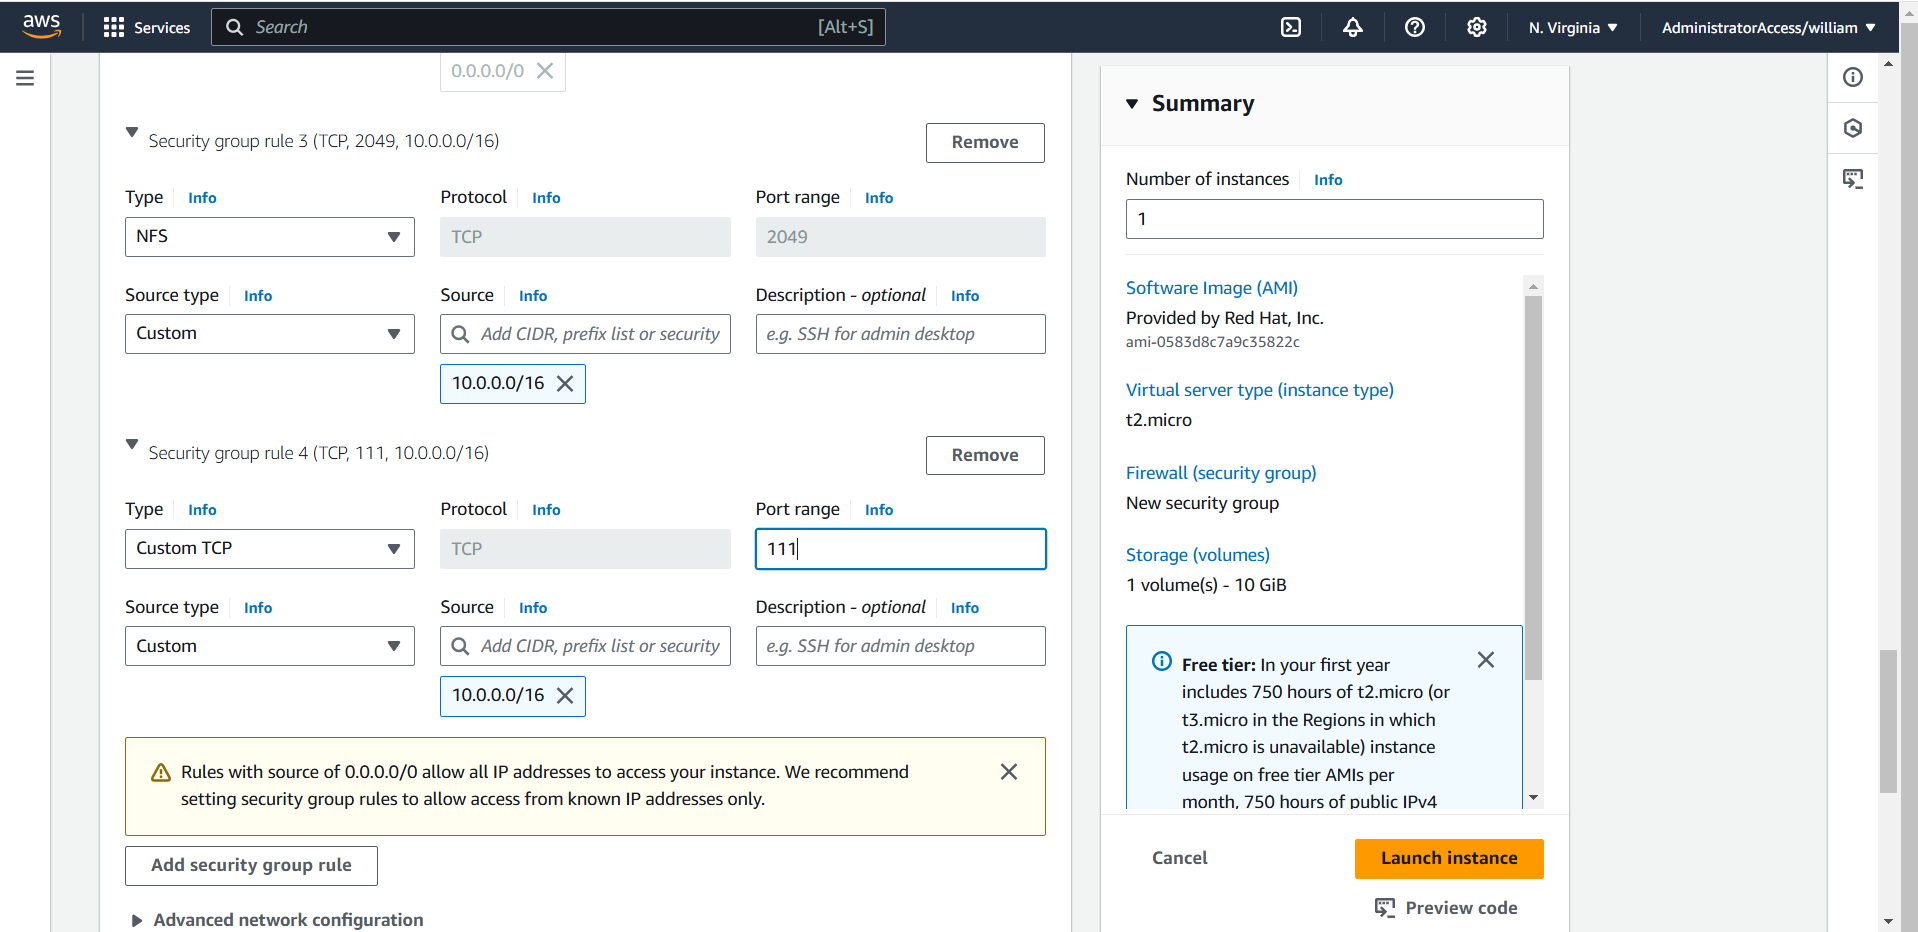 aws
Services
Search
[Alt+S]
N. Virginia
AdministratorAccess/william
0.0.0.0/0
Security group rule 3 (TCP, 2049, 10.0.0.0/16)
Remove
Type Info
Protocol Info
Port range Info
NFS
TCP
2049
Source type Info
Source Info
Description - optional Info
Custom
Add CIDR, prefix list or security
e.g. SSH for admin desktop
10.0.0.0/16
Security group rule 4 (TCP, 111, 10.0.0.0/16)
Remove
Type Info
Protocol Info
Port range Info
Custom TCP
TCP
111
Source type Info
Source Info
Description - optional Info
Custom
Add CIDR, prefix list or security
e.g. SSH for admin desktop
10.0.0.0/16
Rules with source of 0.0.0.0/0 allow all IP addresses to access your instance. We recommend
setting security group rules to allow access from known IP addresses only.
Add security group rule
Advanced network configuration
Summary
Number of instances Info
1
Software Image (AMI)
Provided by Red Hat, Inc.
ami-0583d8c7a9c35822c
Virtual server type (instance type)
t2.micro
Firewall (security group)
New security group
Storage (volumes)
1 volume(s) - 10 GiB
Free tier: In your first year
includes 750 hours of t2.micro (or
t3.micro in the Regions in which
t2.micro is unavailable) instance
usage on free tier AMIs per
month, 750 hours of public IPv4
Cancel
Launch instance
Preview code